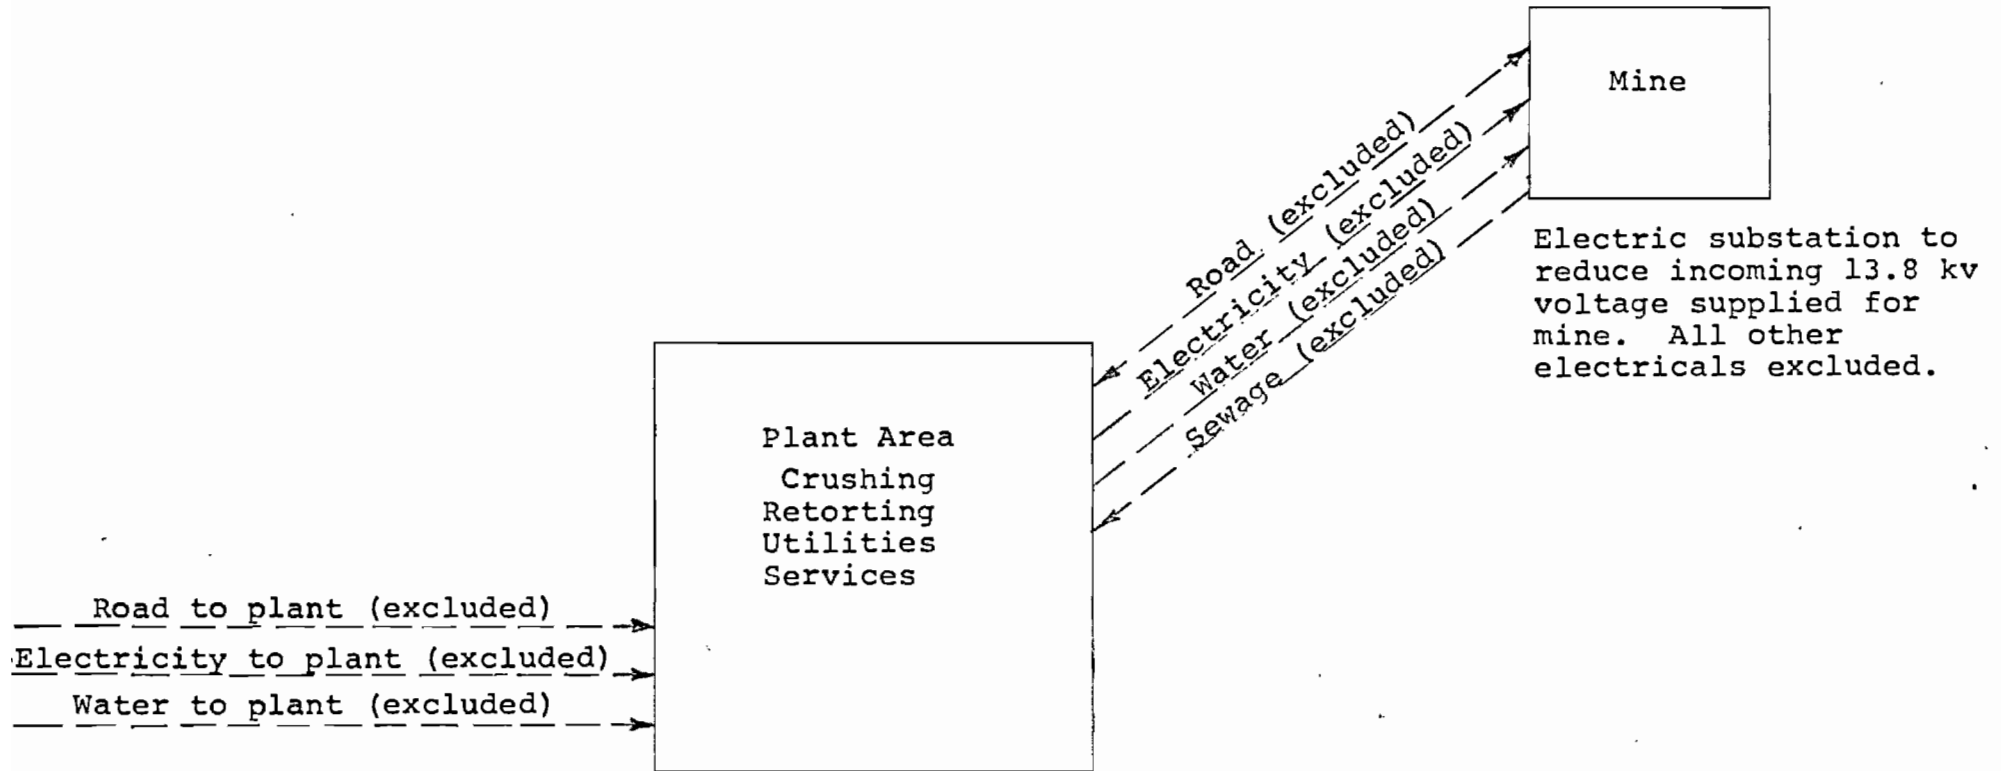 Mine
Road (excluded)
Electricity (excluded)
Water (excluded)
Sewage (excluded)
Electric substation to
reduce incoming 13.8 kv
voltage supplied for
mine. All other
electricals excluded.
Plant Area
Crushing
Retorting
Utilities
Services
Road to plant (excluded)
Electricity to plant (excluded)
Water to plant (excluded)